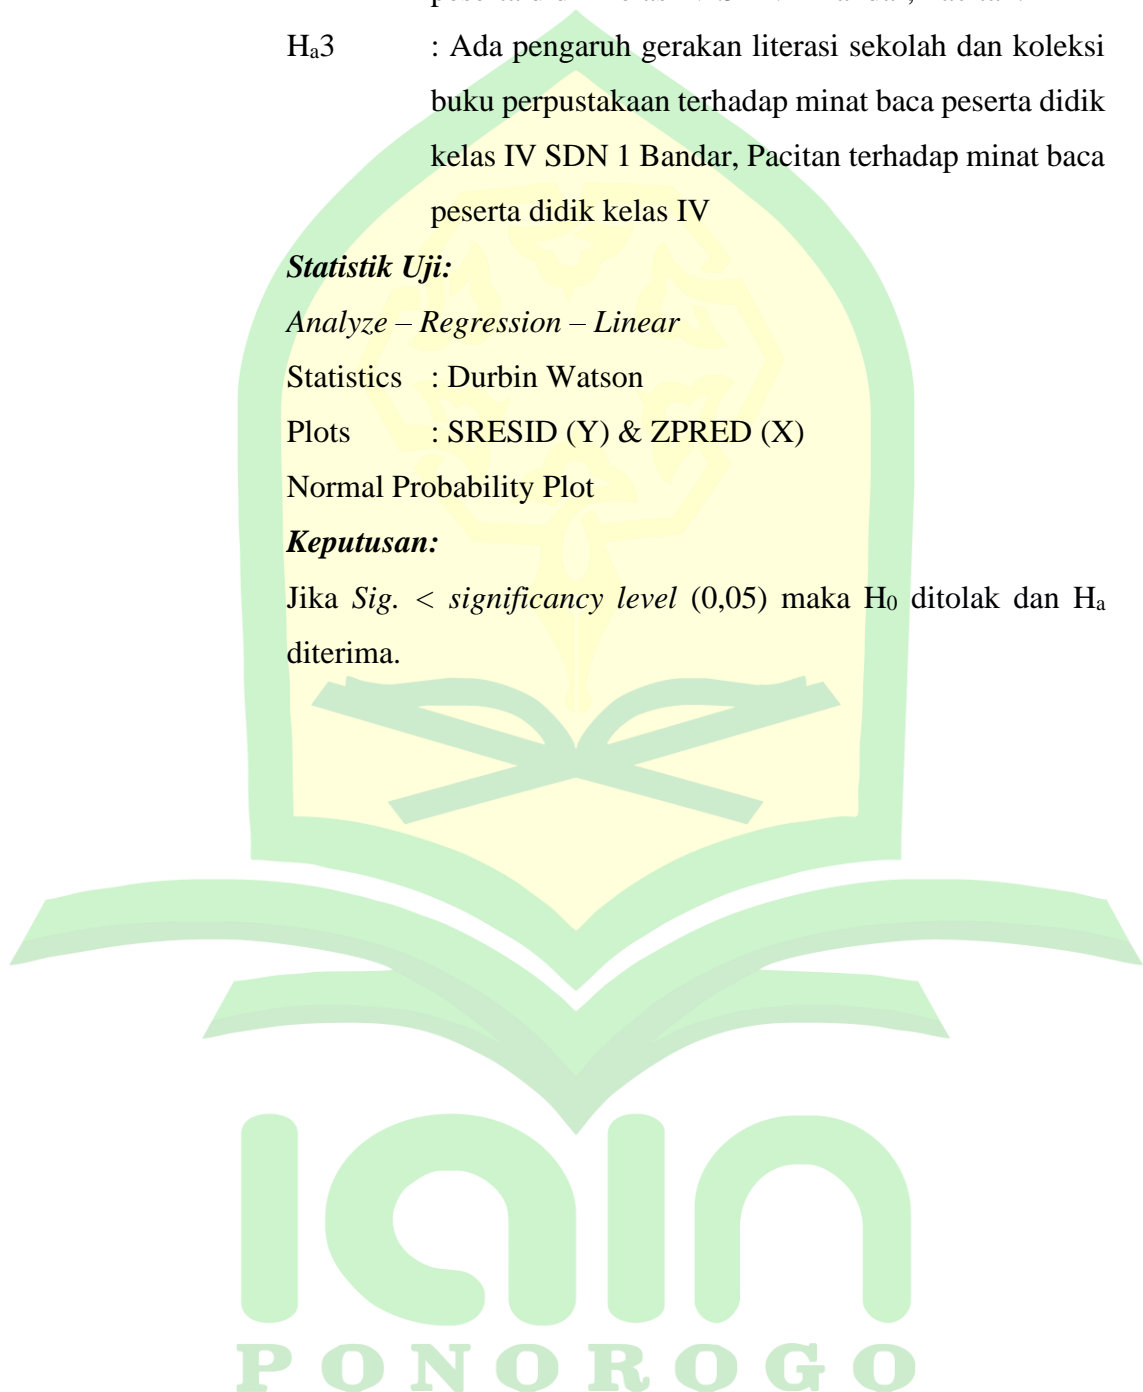 Ha3 : Ada pengaruh gerakan literasi sekolah dan koleksi
buku perpustakaan terhadap minat baca peserta didik
kelas IV SDN 1 Bandar, Pacitan terhadap minat baca
peserta didik kelas IV
Statistik Uji:
Analyze – Regression – Linear
Statistics : Durbin Watson
Plots : SRESID (Y) & ZPRED (X)
Normal Probability Plot
Keputusan:
Jika Sig. < significancy level (0,05) maka H0 ditolak dan Ha
diterima.
iain
PONOROGO